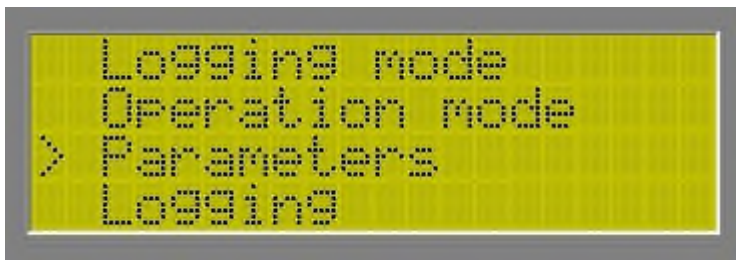 Logging mode
Operation mode
> Parameters
Logging